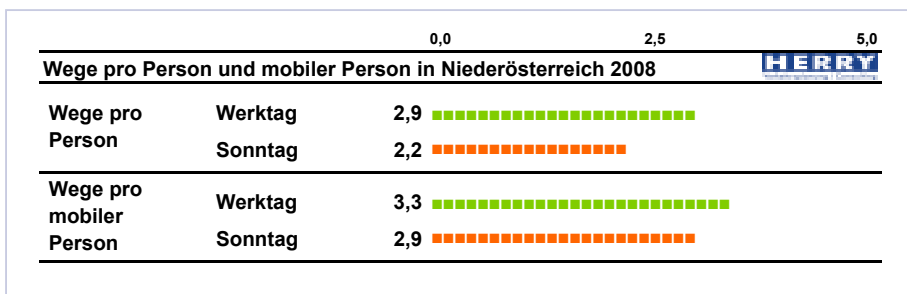 0,0 2,5 5,0
Wege pro Person und mobiler Person in Niederösterreich 2008 HERRY
Wege pro Person Werktag 2,9
Sonntag 2,2
Wege pro mobiler Person Werktag 3,3
Sonntag 2,9